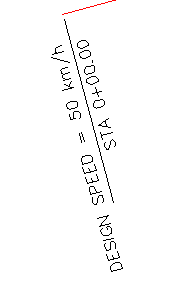 DESIGN SPEED = 50 km/h
STA 0+00.00